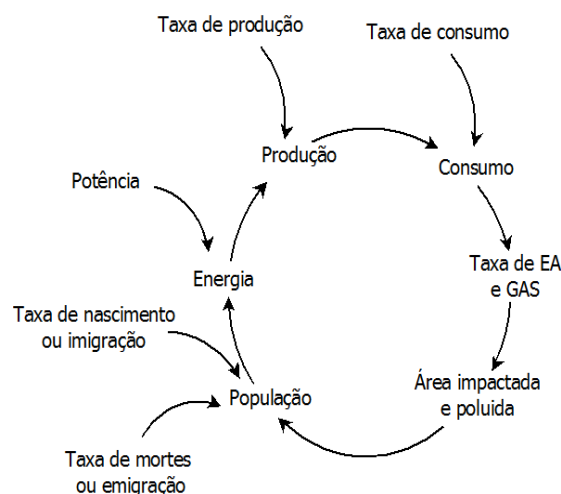 Taxa de produção
Taxa de consumo
Produção
Consumo
Potência
Energia
Taxa de EA
e GAS
Taxa de nascimento
ou imigração
População
Área impactada
e poluida
Taxa de mortes
ou emigração